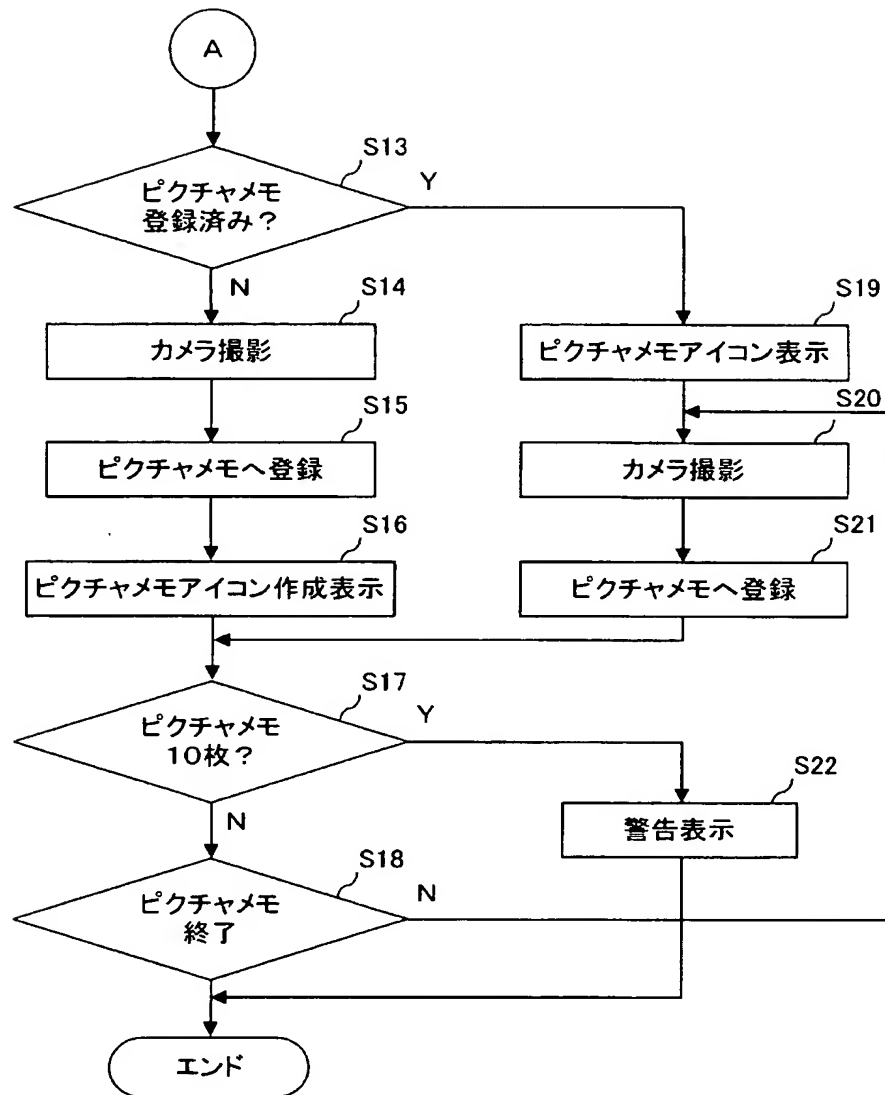 A
S13
ピクチャメモ
登録済み？
Y
N
S14
カメラ撮影
S15
ピクチャメモへ登録
S16
ピクチャメモアイコン作成表示
S19
ピクチャメモアイコン表示
S20
カメラ撮影
S21
ピクチャメモへ登録
S17
ピクチャメモ
10枚？
Y
N
S22
警告表示
S18
ピクチャメモ
終了
N
エンド